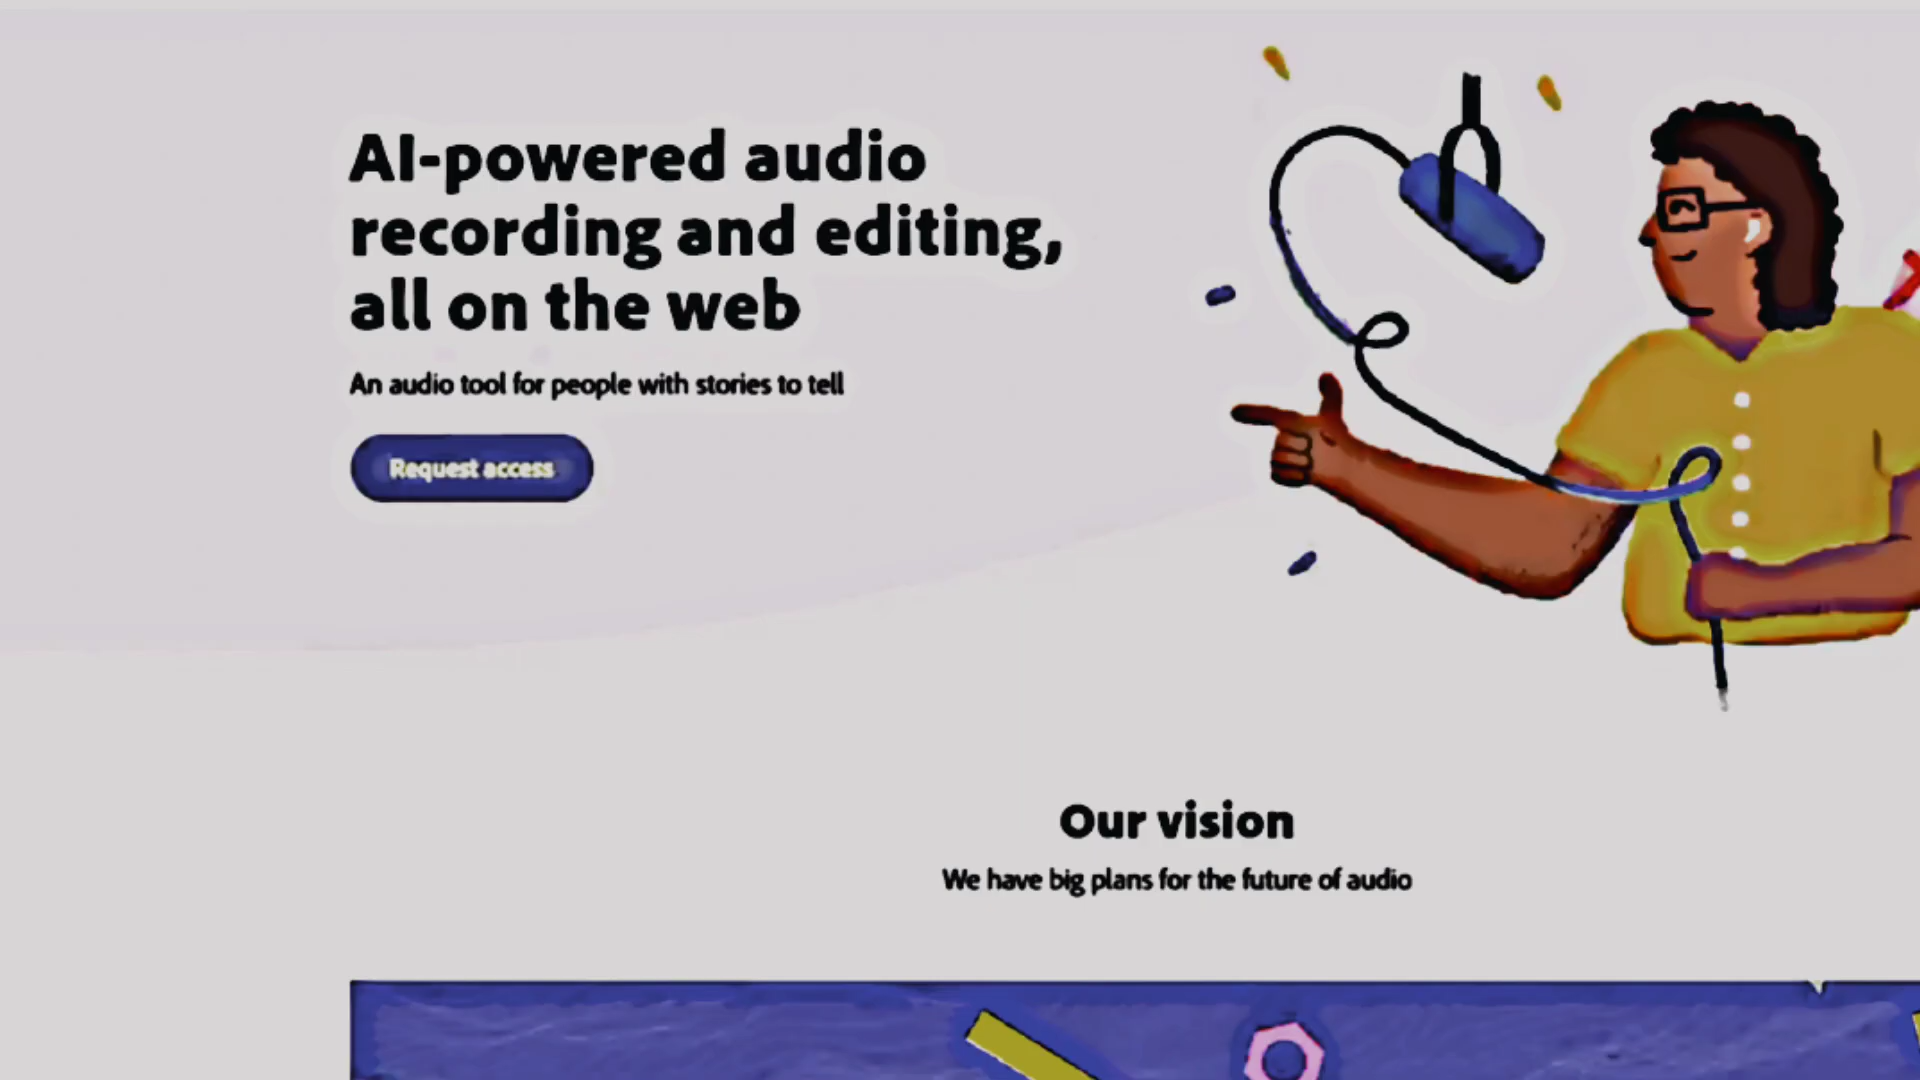 AI-powered audio
recording and editing,
all on the web
An audio tool for people with stories to tell
Request access
Our vision
We have big plans for the future of audio